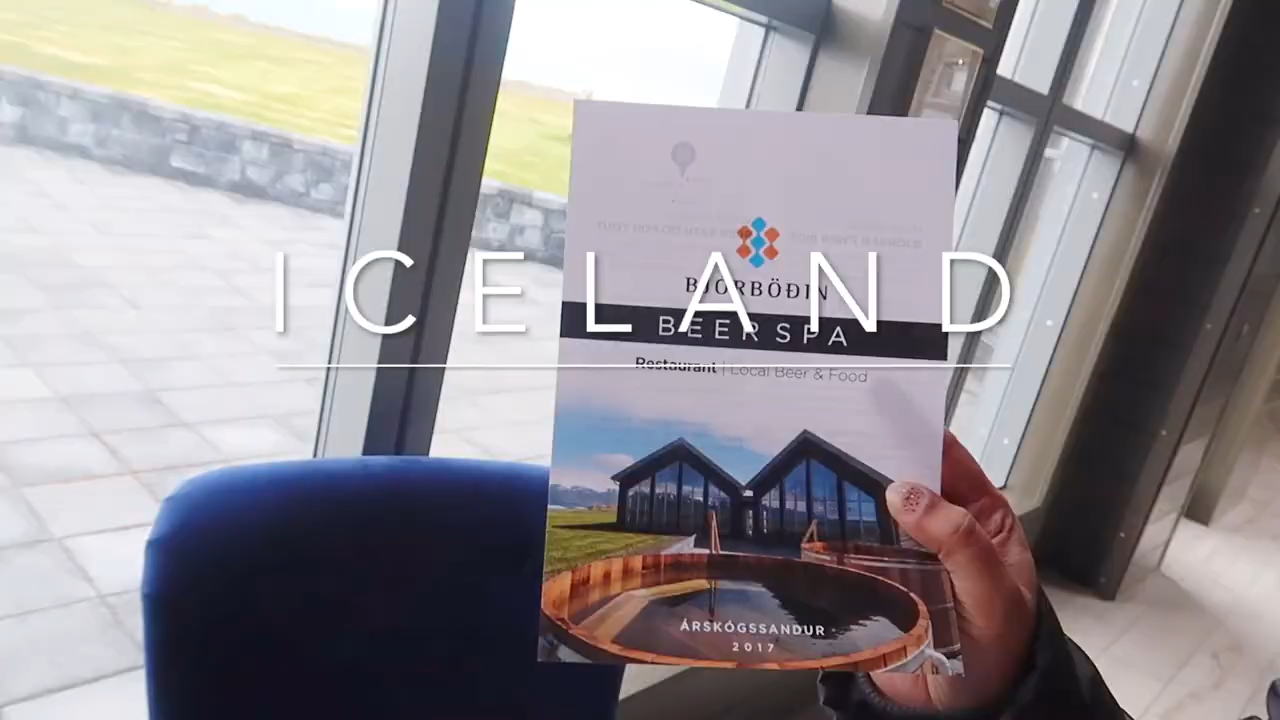 ICELAND
BJÓRBÖÐIN
BEER SPA
Restaurant | Local Beer & Food
ÁRSKÓGSSANDUR
2017